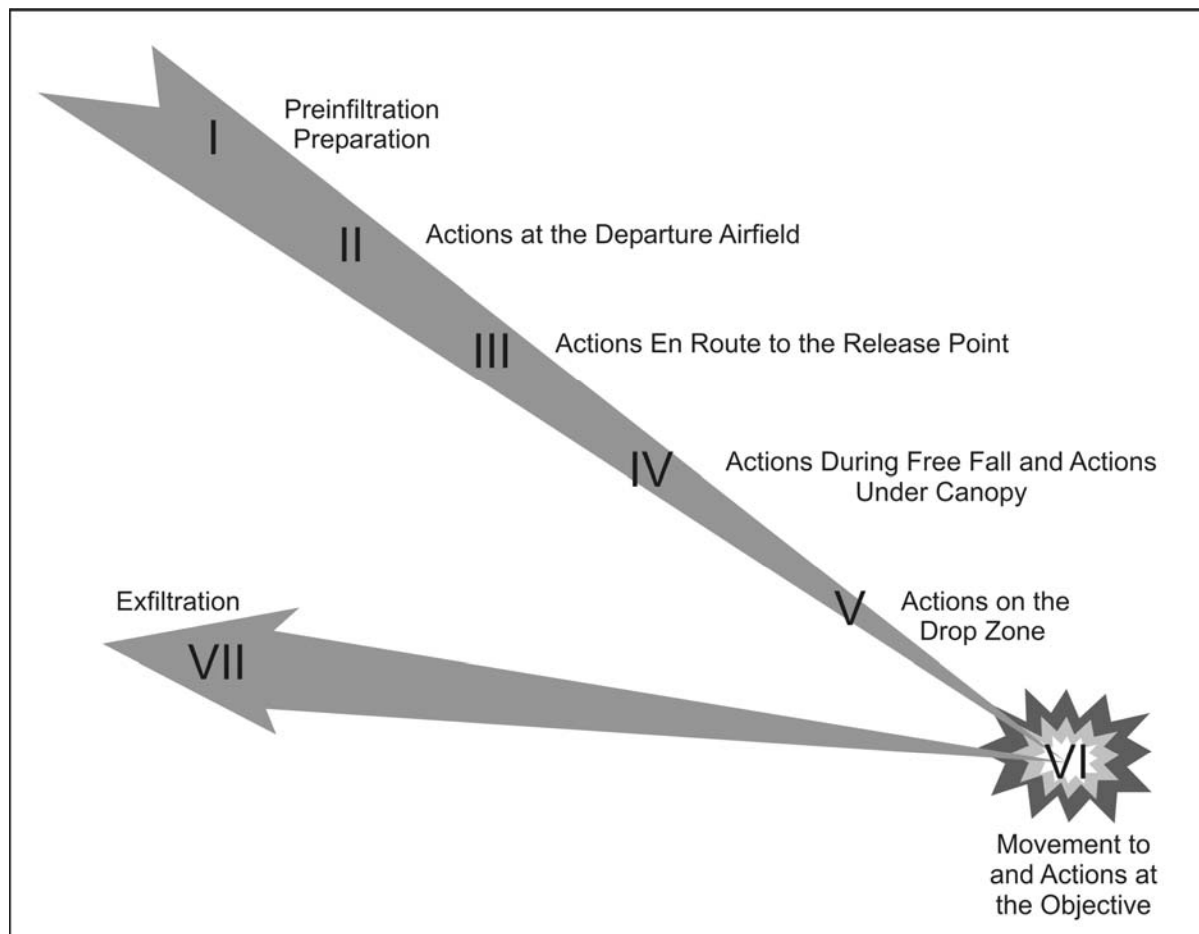 I
Preinfiltration
Preparation
II
Actions at the Departure Airfield
III
Actions En Route to the Release Point
IV
Actions During Free Fall and Actions
Under Canopy
V
Actions on the
Drop Zone
VI
Movement to
and Actions at
the Objective
Exfiltration
VII